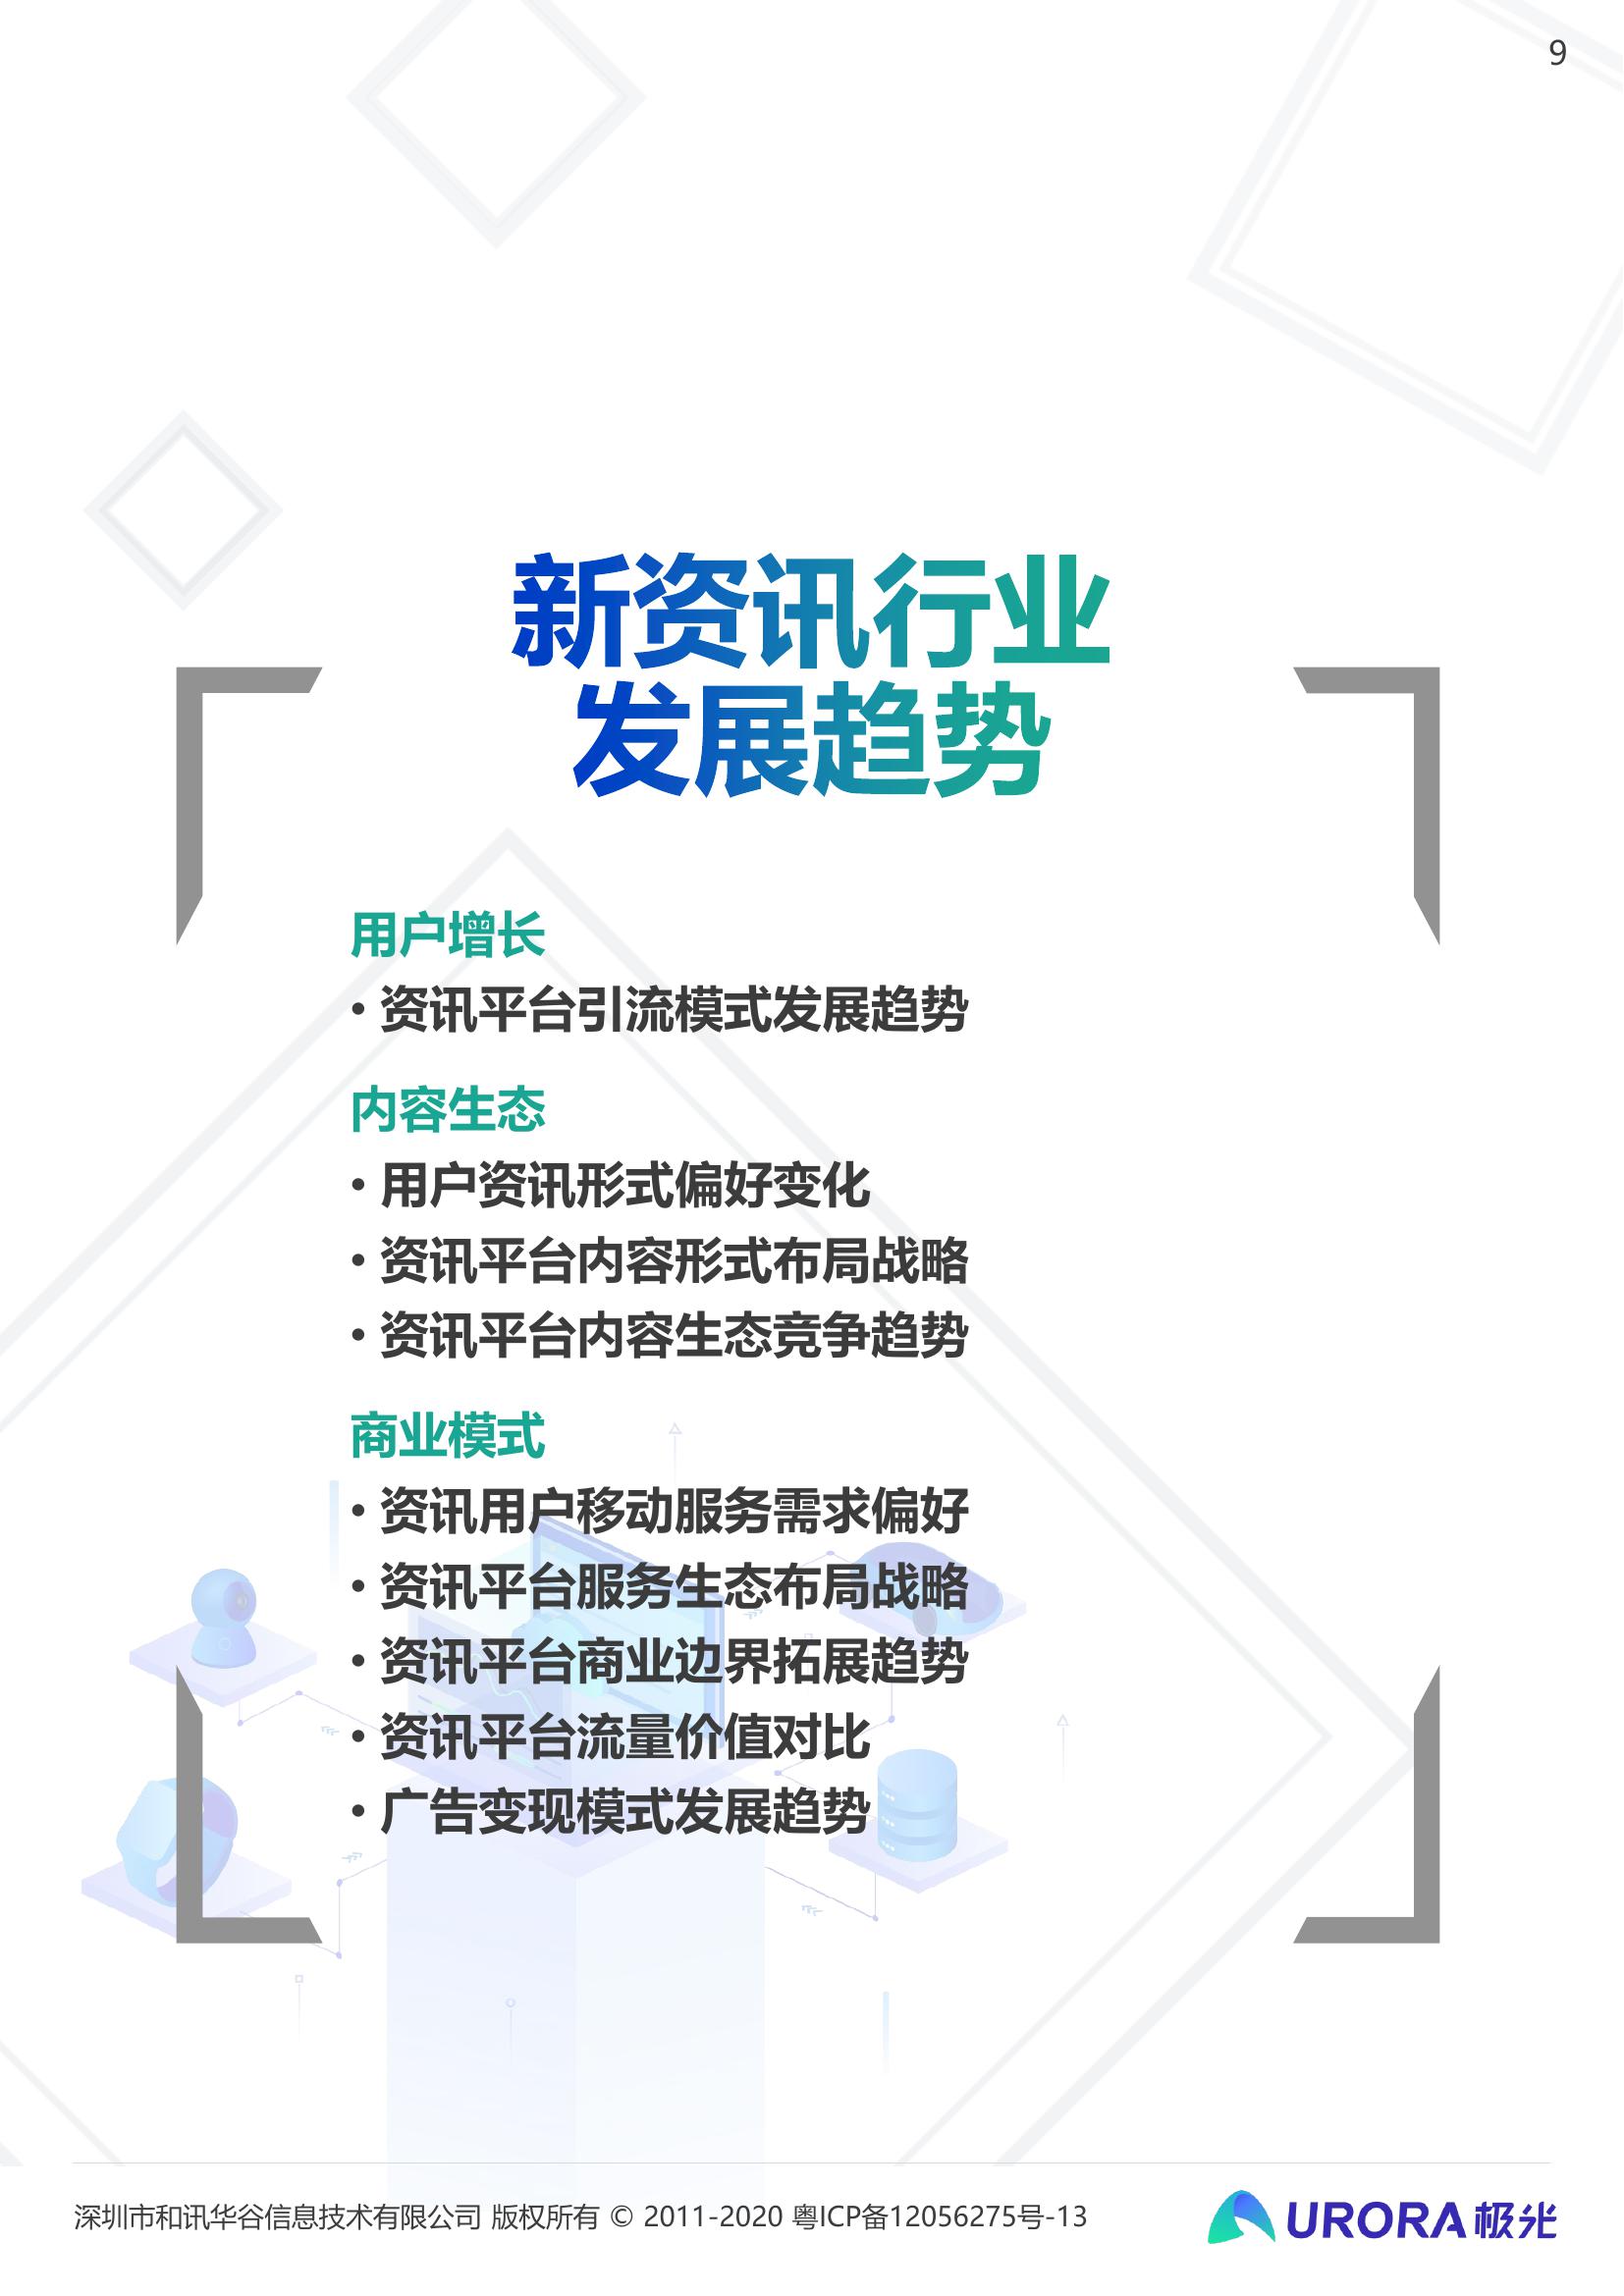 9
新资讯行业
发展趋势
用户增长
• 资讯平台引流模式发展趋势
内容生态
• 用户资讯形式偏好变化
• 资讯平台内容形式布局战略
• 资讯平台内容生态竞争趋势
商业模式
• 资讯用户移动服务需求偏好
• 资讯平台服务生态布局战略
• 资讯平台商业边界拓展趋势
• 资讯平台流量价值对比
• 广告变现模式发展趋势
深圳市和讯华谷信息技术有限公司 版权所有 © 2011-2020 粤ICP备12056275号-13
URORA极光